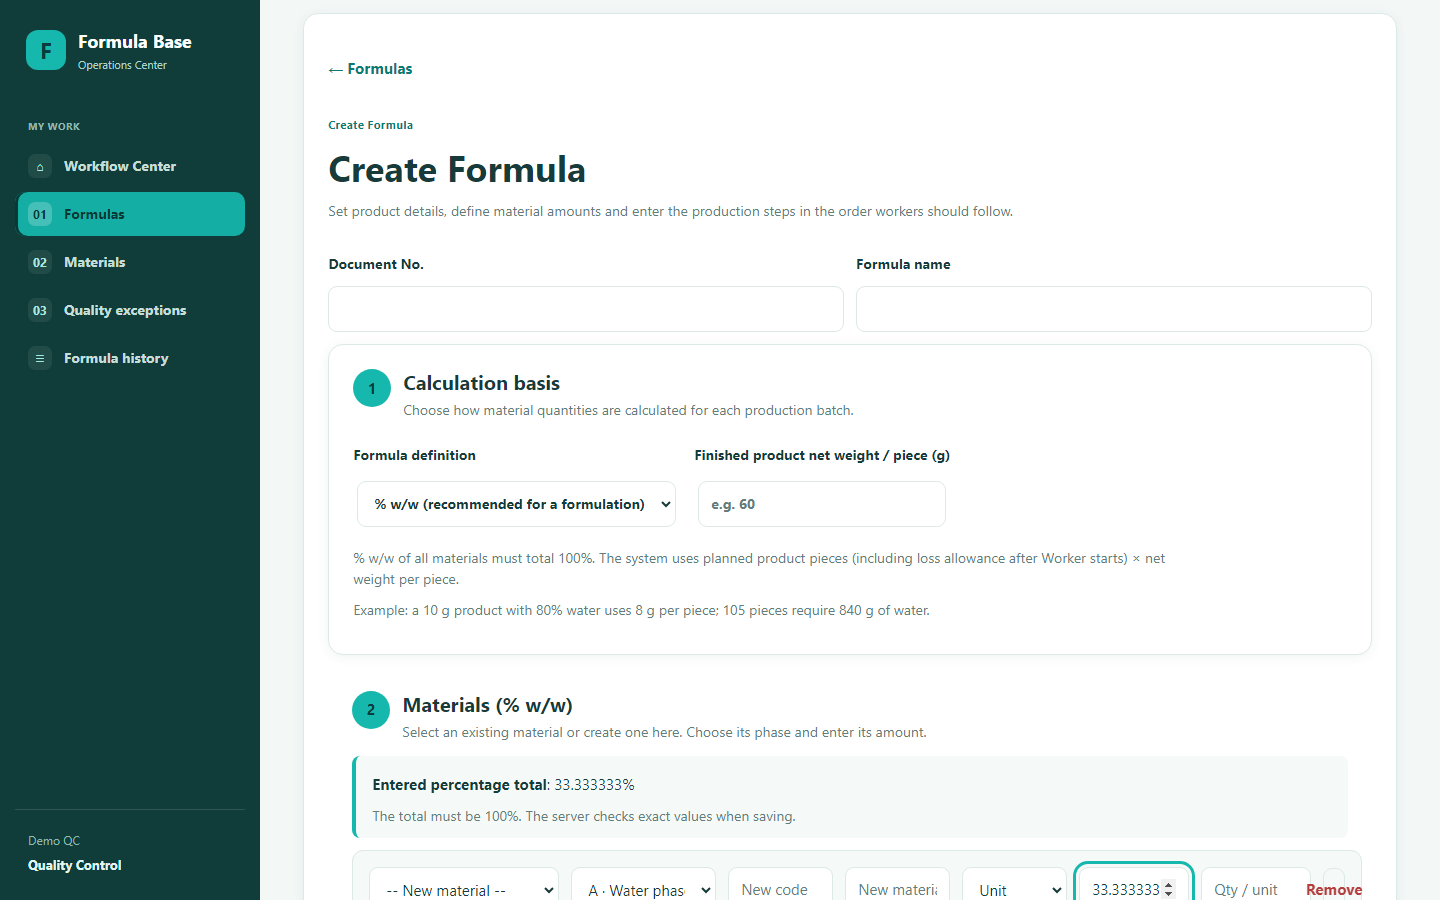 F
Formula Base
Operations Center
MY WORK
⌂ Workflow Center
01 Formulas
02 Materials
03 Quality exceptions
☰ Formula history
Demo QC
Quality Control
← Formulas
Create Formula
Create Formula
Set product details, define material amounts and enter the production steps in the order workers should follow.
Document No.
Formula name
1 Calculation basis
Choose how material quantities are calculated for each production batch.
Formula definition
Finished product net weight / piece (g)
% w/w (recommended for a formulation)
e.g. 60
% w/w of all materials must total 100%. The system uses planned product pieces (including loss allowance after Worker starts) × net
weight per piece.
Example: a 10 g product with 80% water uses 8 g per piece; 105 pieces require 840 g of water.
2 Materials (% w/w)
Select an existing material or create one here. Choose its phase and enter its amount.
Entered percentage total: 33.333333%
The total must be 100%. The server checks exact values when saving.
-- New material -- A · Water phas New code New materia Unit 33.333333 Qty / unit Remove